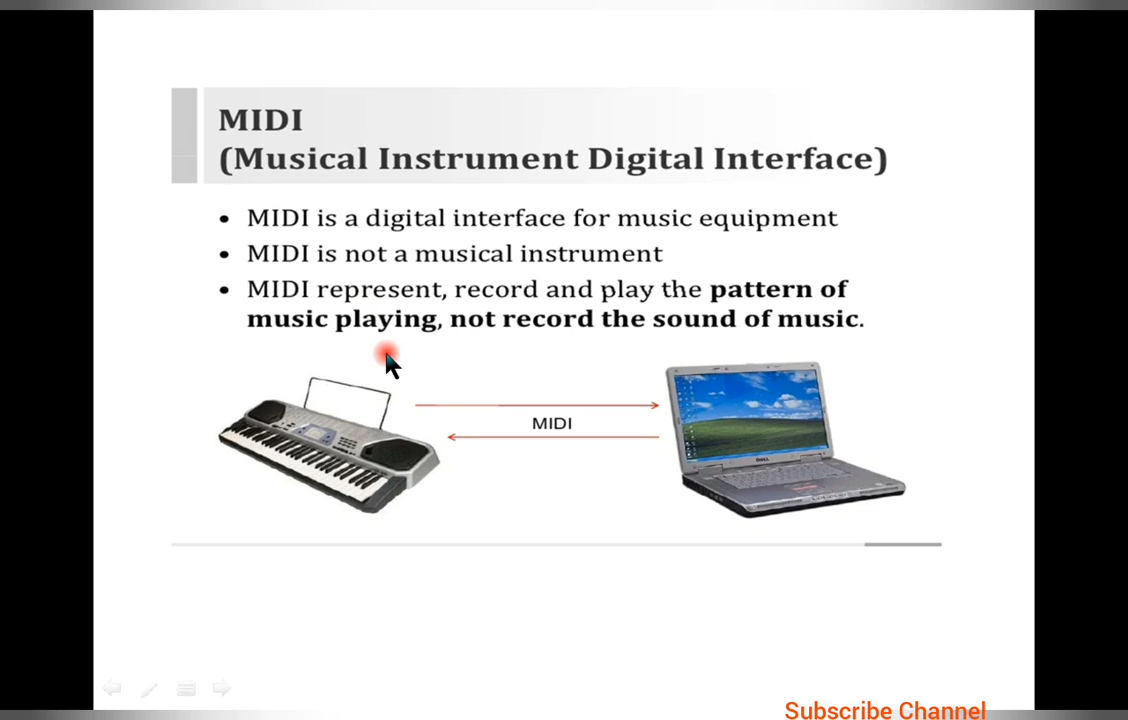 MIDI
(Musical Instrument Digital Interface)
• MIDI is a digital interface for music equipment
• MIDI is not a musical instrument
• MIDI represent, record and play the pattern of
music playing, not record the sound of music.
MIDI
DELL
Subscribe Channel